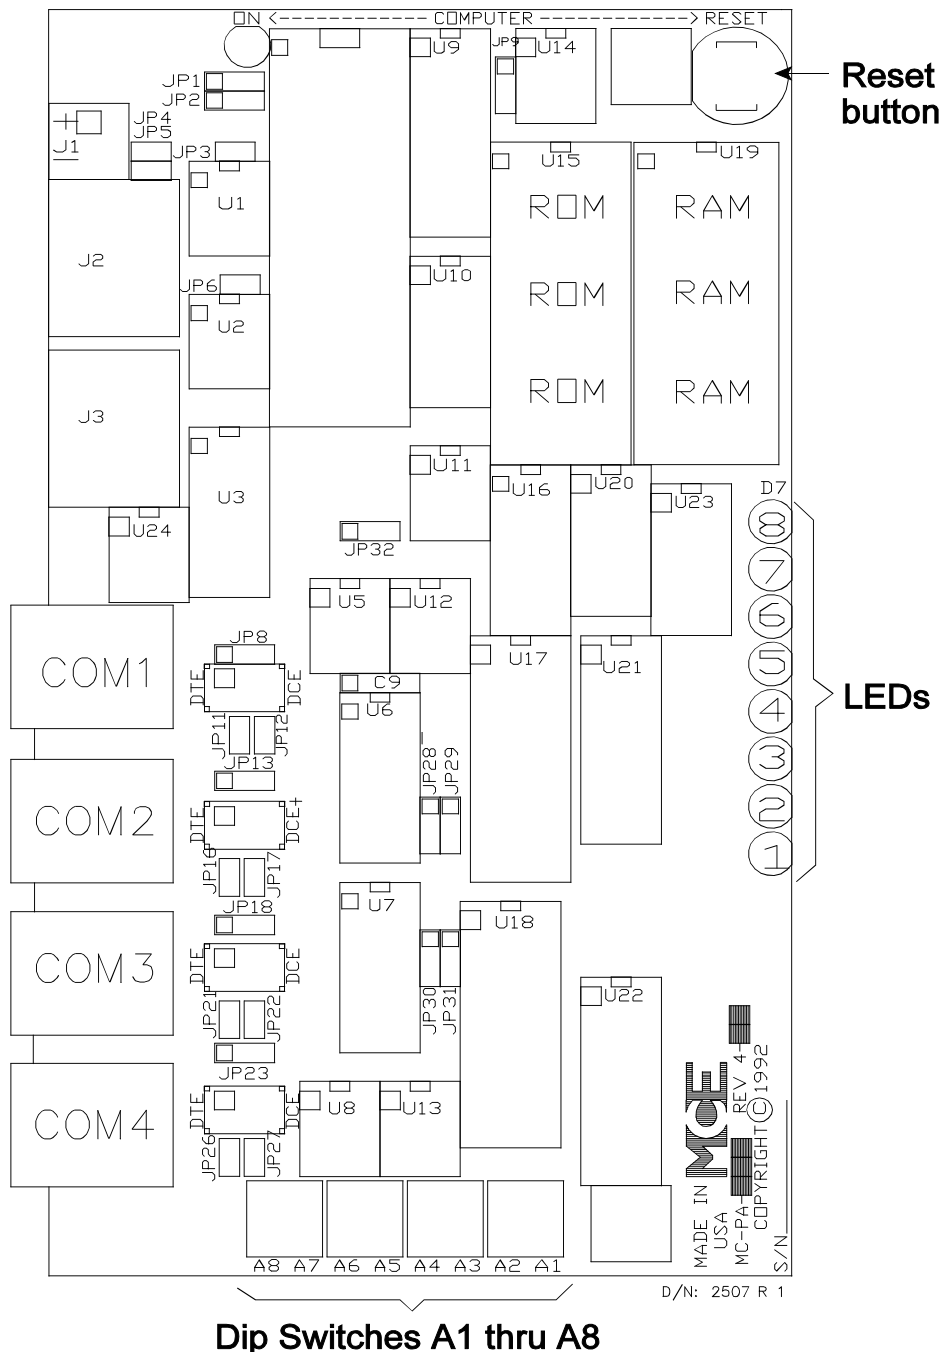 ON <-------- COMPUTER --------> RESET
Reset
button
JP1
JP2
JP4
JP5
JP3
J1
+
U9
JP9
U14
U15
U19
ROM
RAM
U1
J2
JP6
U2
U10
ROM
RAM
ROM
RAM
J3
U3
U24
U11
U16
U20
U23
JP32
D7
8
7
6
5
4
3
2
1
LEDs
U5
U12
U17
U21
C9
U6
JP28
JP29
COM1
JP8
DTE
DCE
JP11
JP12
COM2
JP13
DTE
DCE+
JP16
JP17
COM3
JP18
DTE
DCE
JP21
JP22
COM4
JP23
DTE
DCE
JP26
JP27
U7
JP30
JP31
U18
U22
U8
U13
MADE IN
USA
MCE
MC-PA-
REV 4-
COPYRIGHT © 1992
S/N
A8 A7 A6 A5 A4 A3 A2 A1
D/N: 2507 R 1
Dip Switches A1 thru A8